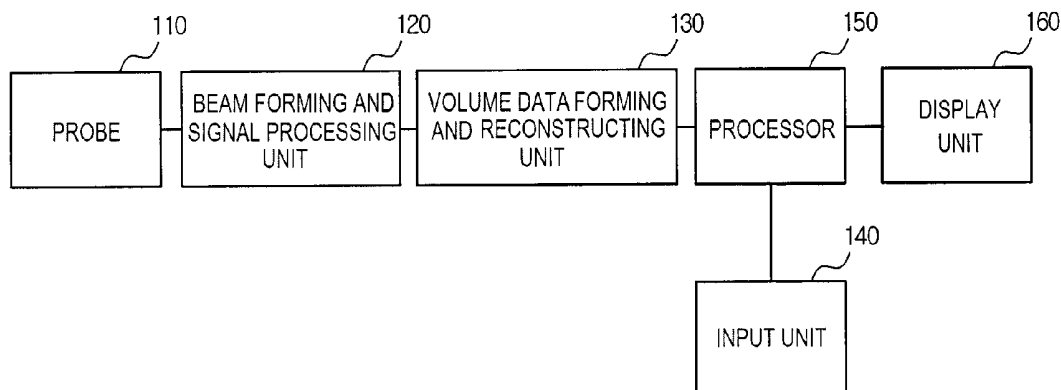 110
120
130
150
160
PROBE
BEAM FORMING AND
SIGNAL PROCESSING
UNIT
VOLUME DATA FORMING
AND RECONSTRUCTING
UNIT
PROCESSOR
DISPLAY
UNIT
140
INPUT UNIT